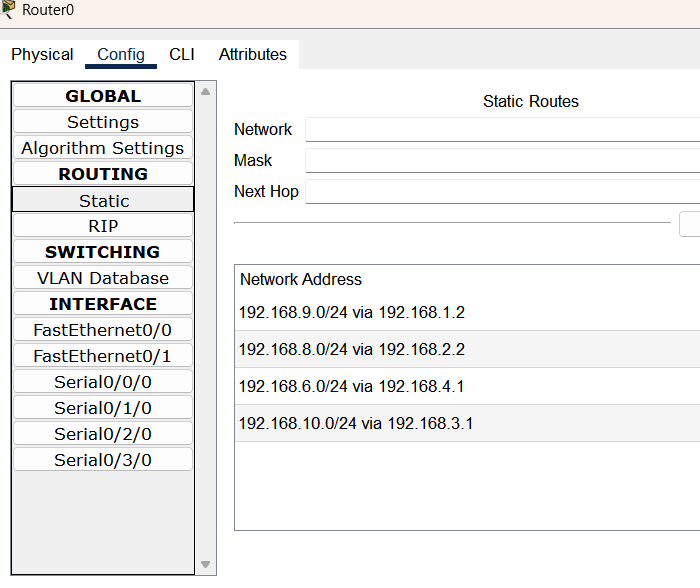 Router0
Physical Config CLI Attributes
GLOBAL
Settings
Algorithm Settings
ROUTING
Static
RIP
SWITCHING
VLAN Database
INTERFACE
FastEthernet0/0
FastEthernet0/1
Serial0/0/0
Serial0/1/0
Serial0/2/0
Serial0/3/0
Static Routes
Network
Mask
Next Hop
Network Address
192.168.9.0/24 via 192.168.1.2
192.168.8.0/24 via 192.168.2.2
192.168.6.0/24 via 192.168.4.1
192.168.10.0/24 via 192.168.3.1